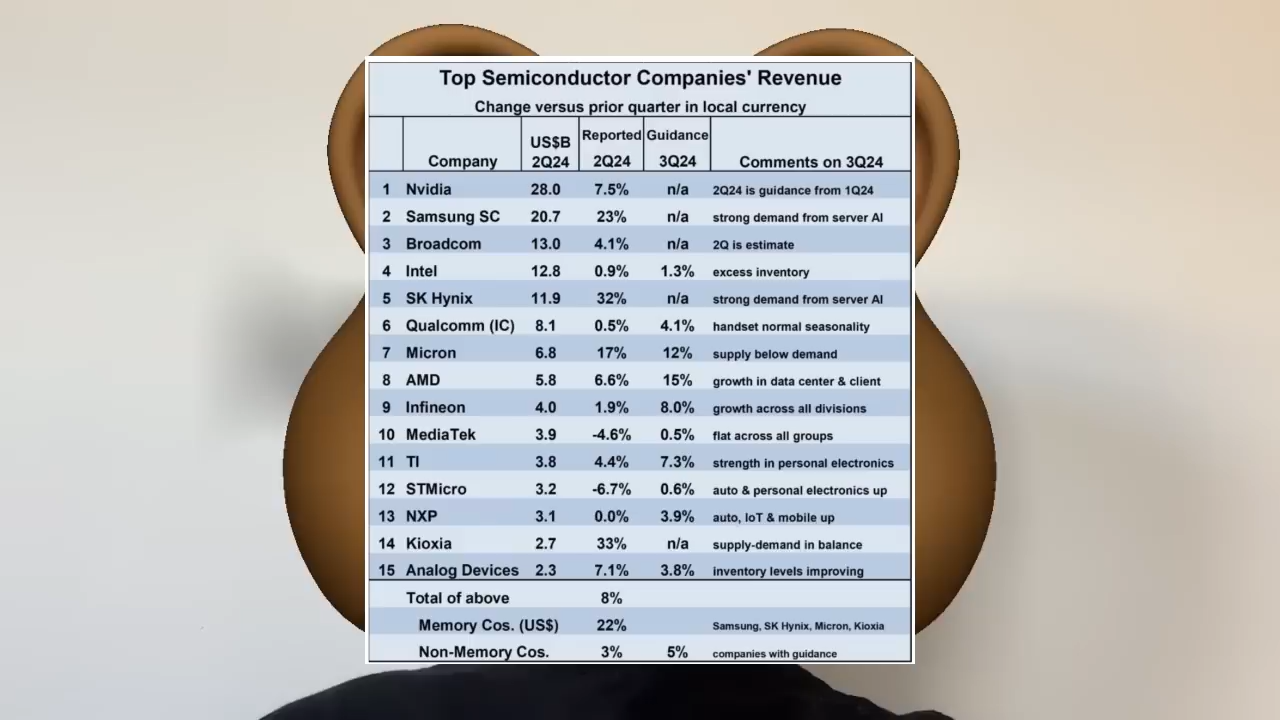 Top Semiconductor Companies' Revenue
Change versus prior quarter in local currency
Company US$B 2Q24 Reported 2Q24 Guidance 3Q24 Comments on 3Q24
1 Nvidia 28.0 7.5% n/a 2Q24 is guidance from 1Q24
2 Samsung SC 20.7 23% n/a strong demand from server AI
3 Broadcom 13.0 4.1% n/a 2Q is estimate
4 Intel 12.8 0.9% 1.3% excess inventory
5 SK Hynix 11.9 32% n/a strong demand from server AI
6 Qualcomm (IC) 8.1 0.5% 4.1% handset normal seasonality
7 Micron 6.8 17% 12% supply below demand
8 AMD 5.8 6.6% 15% growth in data center & client
9 Infineon 4.0 1.9% 8.0% growth across all divisions
10 MediaTek 3.9 -4.6% 0.5% flat across all groups
11 TI 3.8 4.4% 7.3% strength in personal electronics
12 STMicro 3.2 -6.7% 0.6% auto & personal electronics up
13 NXP 3.1 0.0% 3.9% auto, IoT & mobile up
14 Kioxia 2.7 33% n/a supply-demand in balance
15 Analog Devices 2.3 7.1% 3.8% inventory levels improving
Total of above 8%
Memory Cos. (US$) 22% Samsung, SK Hynix, Micron, Kioxia
Non-Memory Cos. 3% 5% companies with guidance